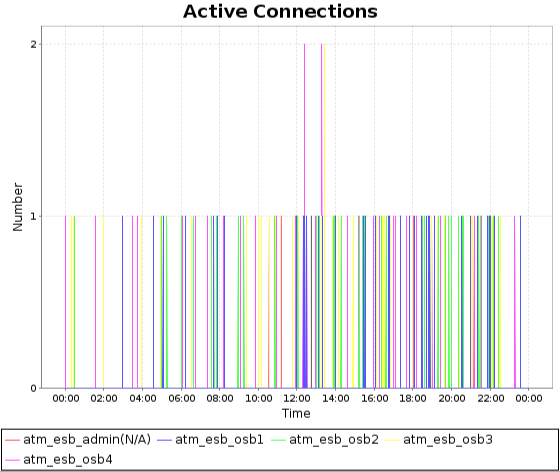 Active Connections
2
1
0
Number
00:00 02:00 04:00 06:00 08:00 10:00 12:00 14:00 16:00 18:00 20:00 22:00 00:00
Time
atm_esb_admin(N/A) atm_esb_osb1 atm_esb_osb2 atm_esb_osb3
atm_esb_osb4